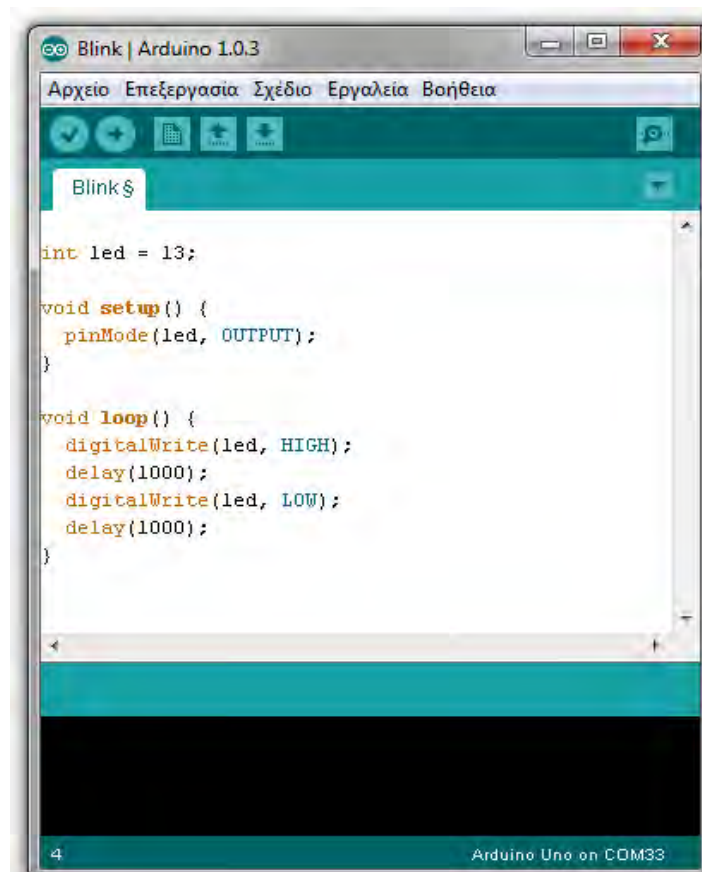 Blink | Arduino 1.0.3
Αρχείο Επεξεργασία Σχέδιο Εργαλεία Βοήθεια
Blink §
int led = 13;
void setup() {
pinMode(led, OUTPUT);
}
void loop() {
digitalWrite(led, HIGH);
delay(1000);
digitalWrite(led, LOW);
delay(1000);
}
4
Arduino Uno on COM33